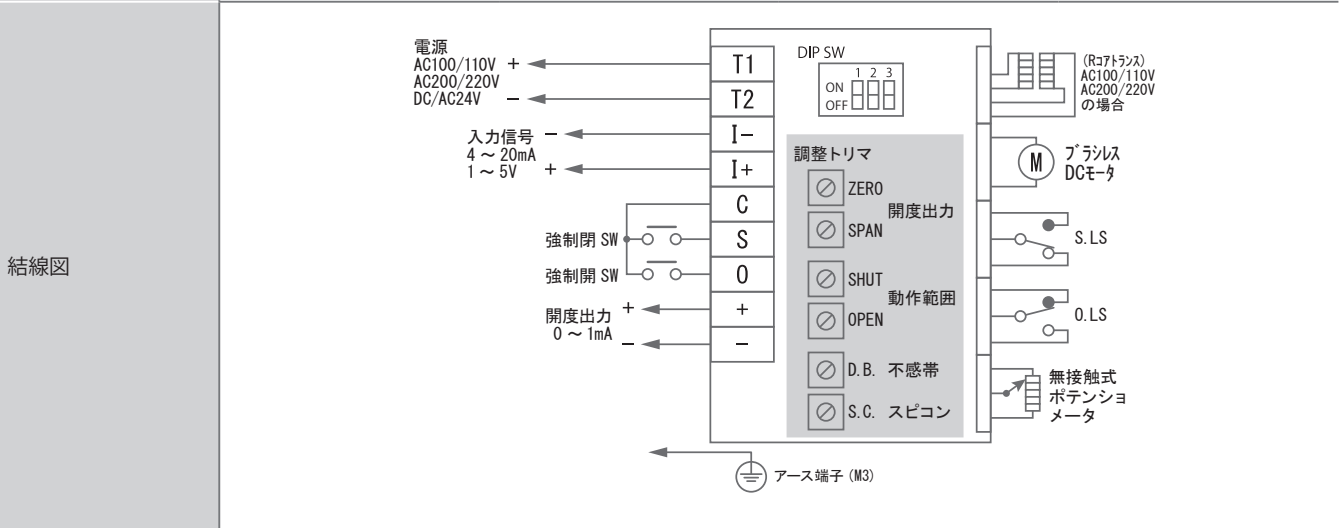 結線図
電源
AC100/110V +
AC200/220V
DC/AC24V −
入力信号 −
4 ～ 20mA
1 ～ 5V +
強制閉 SW
強制開 SW
開度出力 +
0 ～ 1mA −
T1
T2
I−
I+
C
S
O
+
−
DIP SW
1 2 3
ON
OFF
調整トリマ
ZERO
開度出力
SPAN
SHUT
動作範囲
OPEN
D.B. 不感帯
S.C. スピコン
(Rコアトランス)
AC100/110V
AC200/220V
の場合
M
ブラシレス
DCモータ
S.LS
O.LS
無接触式
ポテンショ
メータ
アース端子 (M3)